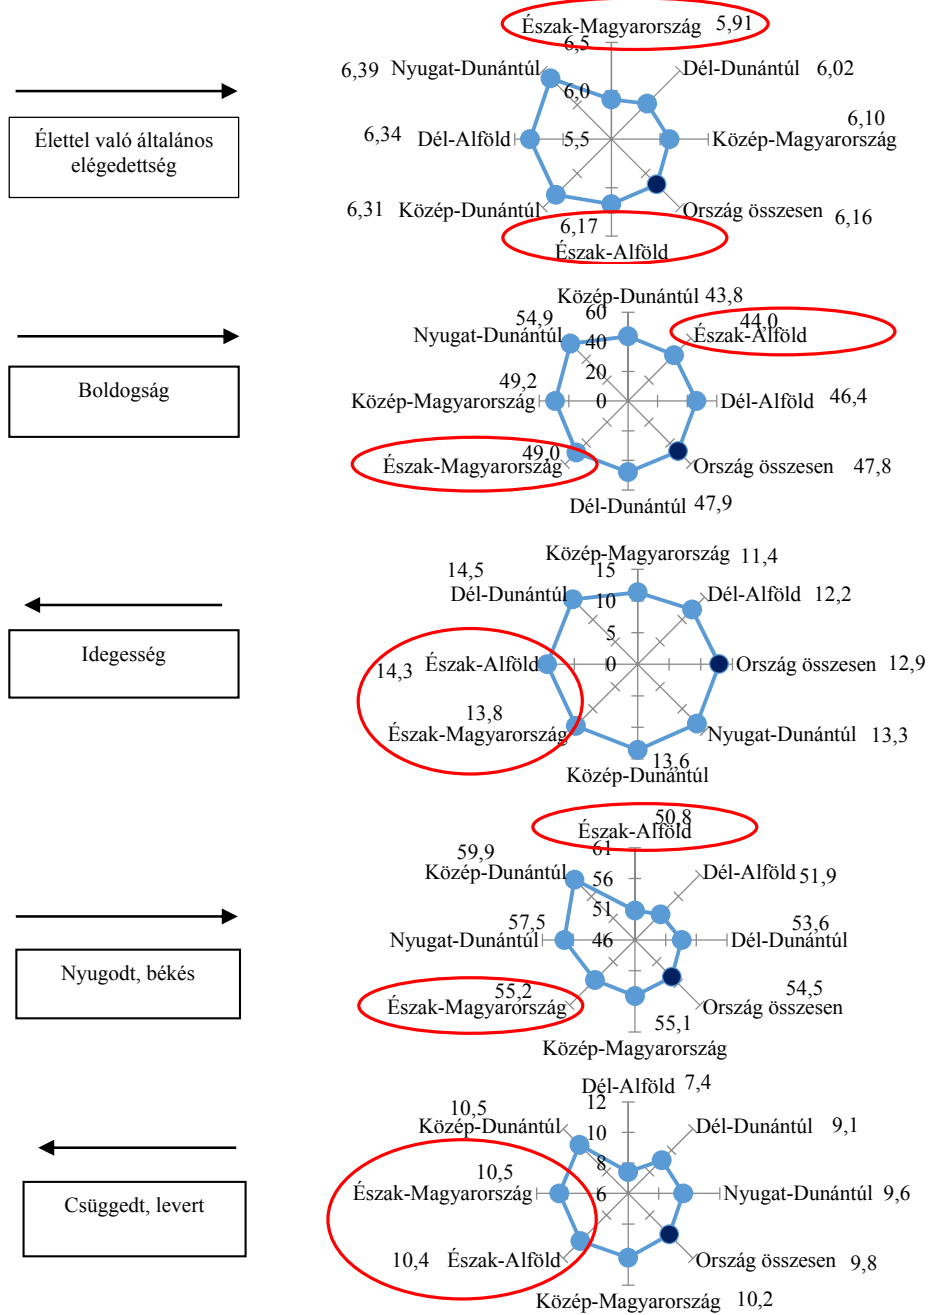 Élettel való általános
elégedettség
Észak-Magyarország 5,91
6,5
6,39 Nyugat-Dunántúl
6,0
Dél-Dunántúl 6,02
6,34 Dél-Alföld
5,5
6,10
Közép-Magyarország
6,31 Közép-Dunántúl
Ország összesen 6,16
6,17
Észak-Alföld
Boldogság
Közép-Dunántúl 43,8
60
54,9
Nyugat-Dunántúl
40
44,0
Észak-Alföld
20
49,2
Közép-Magyarország
0
Dél-Alföld 46,4
49,0
Észak-Magyarország
Ország összesen 47,8
Dél-Dunántúl 47,9
Idegesség
Közép-Magyarország 11,4
15
14,5
Dél-Dunántúl
10
Dél-Alföld 12,2
5
14,3 Észak-Alföld
0
Ország összesen 12,9
13,8
Észak-Magyarország
Nyugat-Dunántúl 13,3
13,6
Közép-Dunántúl
Nyugodt, békés
50,8
Észak-Alföld
61
59,9
Közép-Dunántúl
56
Dél-Alföld 51,9
51
57,5
Nyugat-Dunántúl
46
53,6
Dél-Dunántúl
55,2
Észak-Magyarország
54,5
Ország összesen
55,1
Közép-Magyarország
Csüggedt, levert
Dél-Alföld 7,4
12
10,5
Közép-Dunántúl
10
Dél-Dunántúl 9,1
8
10,5
Észak-Magyarország
6
Nyugat-Dunántúl 9,6
10,4 Észak-Alföld
Ország összesen 9,8
Közép-Magyarország 10,2